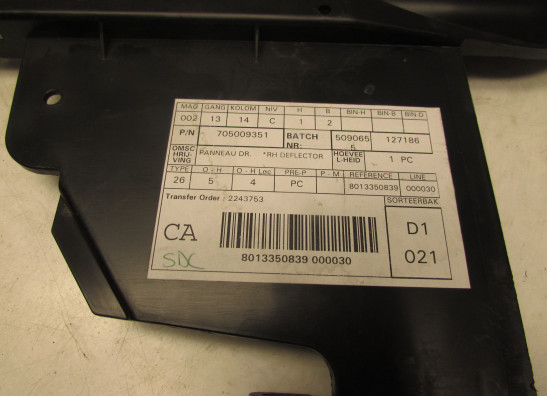 MAG GANG KOLOM NIV H B BIN-H BIN-B BIN-D
002 13 14 C 1 2
P/N 705009351 BATCH NR: 509065 5 127186
OMSCHRIJVING PANNEAU DR. *RH DEFLECTOR HOEVEEL-HEID 1 PC
TYPE O - H O - H Loc PRE-P P - M REFERENCE LINE
26 5 4 PC 8013350839 000030
Transfer Order : 2243753 SORTEERBAK
CA D1
SDC 021
8013350839 000030